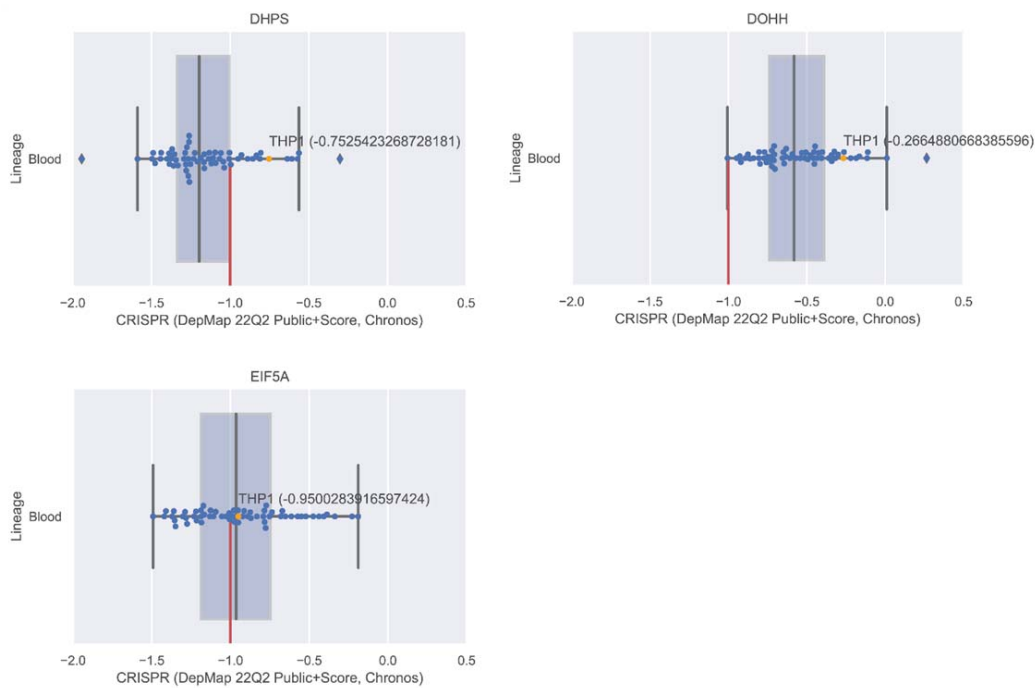 DHPS
Lineage
Blood
THP1 (-0.7525423268728181)
−2.0 −1.5 −1.0 −0.5 0.0 0.5
CRISPR (DepMap 22Q2 Public+Score, Chronos)
DOHH
Lineage
Blood
THP1 (-0.2664880668385596)
−2.0 −1.5 −1.0 −0.5 0.0 0.5
CRISPR (DepMap 22Q2 Public+Score, Chronos)
EIF5A
Lineage
Blood
THP1 (-0.9500283916597424)
−2.0 −1.5 −1.0 −0.5 0.0 0.5
CRISPR (DepMap 22Q2 Public+Score, Chronos)